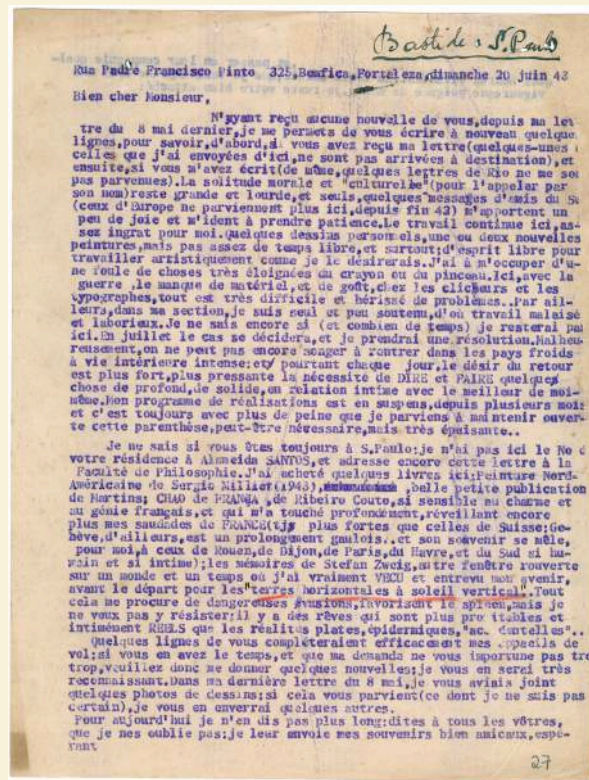 Bastide S. Paulo
Rua Padre Francisco Pinto 325, Benfica, Fortaleza, dimanche 20 juin 43
Bien cher Monsieur,
N'ayant reçu aucune nouvelle de vous, depuis ma let
tre du 8 mai dernier, je me permets de vous écrire à nouveau quelques
lignes, pour savoir, d'abord, si vous avez reçu ma lettre (quelques-unes
celles que j'ai envoyées d'ici, ne sont pas arrivées à destination), et
ensuite, si vous m'avez écrit (de même, quelques lettres de Rio ne me so
pas parvenues). La solitude morale et "culturelle" (pour l'appeler par
son nom) reste grande et lourde, et seuls, quelques messages d'amis du Su
(ceux d'Europe ne parviennent plus ici, depuis fin 42) m'apportent un
peu de joie et m'ident à prendre patience. Le travail continue ici, as-
sez ingrat pour moi. Quelques dessins personnels, une ou deux nouvelles
peintures, mais pas assez de temps libre, et surtout; d'esprit libre pour
travailler artistiquement comme je le désirerais. J'ai à m'occuper d'u-
ne foule de choses très éloignées du crayon ou du pinceau. Ici, avec la
guerre, le manque de matériel, et de goût, chez les clicheurs et les
typographes, tout est très difficile et hérissé de problèmes.. Par ail-
leurs, dans ma section, je suis seul et peu soutenu, d'où travail malaisé
et laborieux. Je ne sais encore si (et combien de temps) je resterai par
ici. En juillet le cas se décidera, et je prendrai une résolution. Malheu-
reusement, on ne peut pas encore songer à rentrer dans les pays froids
à vie intérieure intense: et pourtant chaque jour, le désir du retour
est plus fort, plus pressante la nécessité de DIRE et FAIRE quelque
chose de profond, de solide, en relation intime avec le meilleur de moi-
même. Mon programme de réalisations est en suspens, depuis plusieurs mois
et c'est toujours avec plus de peine que je parviens à maintenir ouver-
te cette parenthèse, peut-être nécessaire, mais très épuisante..
Je ne sais si vous êtes toujours à S. Paulo: je n'ai pas ici le No d
votre résidence à Alameda SANTOS, et adresse encore cette lettre à la
Faculté de Philosophie. J'ai acheté quelques livres ici: Peinture Nord-
Américaine de Sergio Millier (1943), belle petite publication
de Martins; CHAO de FRANÇA, de Ribeiro Couto, si sensible au charme et
au génie français, et qui m'a touché profondément, réveillant encore
plus mes saudades de FRANCE (tjs plus fortes que celles de Suisse: Ge-
nève, d'ailleurs, est un prolongement gaulois.. et son souvenir se mêle,
pour moi, à ceux de Rouen, de Dijon, de Paris, du Havre, et du Sud si hu-
main et si intime); les mémoires de Stefan Zweig, autre fenêtre rouverte
sur un monde et un temps où j'ai vraiment VECU et entrevu mon avenir,
avant le départ pour les "terres horizontales à soleil vertical". Tout
cela me procure de dangereuses évasions, favorisent le spleen, mais je
ne veux pas y résister: il y a des rêves qui sont plus profitables et
intimément REELS que les réalités plates, épidermiques, "accidentelles"..
Quelques lignes de vous complèteraient efficacement mes appareils de
vol; si vous en avez le temps, et que ma demande ne vous importune pas tro
trop, veuillez donc me donner quelques nouvelles; je vous en serai très
reconnaissant. Dans ma dernière lettre du 8 mai, je vous aviais joint
quelques photos de dessins; si cela vous parvient (ce dont je ne suis pas
certain), je vous en enverrai quelques autres.
Pour aujourd'hui je n'en dis pas plus long: dites à tous les vôtres,
que je nes oublie pas: je leur envoie mes souvenirs bien amicaux, espé-
rant
27